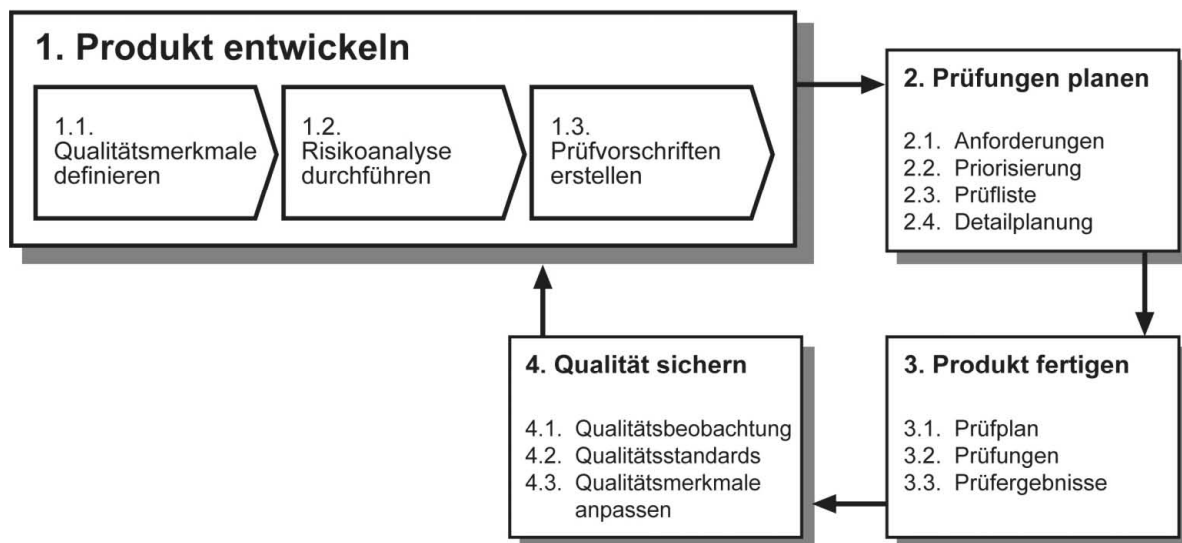 1. Produkt entwickeln
1.1.
Qualitätsmerkmale
definieren
1.2.
Risikoanalyse
durchführen
1.3.
Prüfvorschriften
erstellen
2. Prüfungen planen
2.1. Anforderungen
2.2. Priorisierung
2.3. Prüfliste
2.4. Detailplanung
3. Produkt fertigen
3.1. Prüfplan
3.2. Prüfungen
3.3. Prüfergebnisse
4. Qualität sichern
4.1. Qualitätsbeobachtung
4.2. Qualitätsstandards
4.3. Qualitätsmerkmale
anpassen